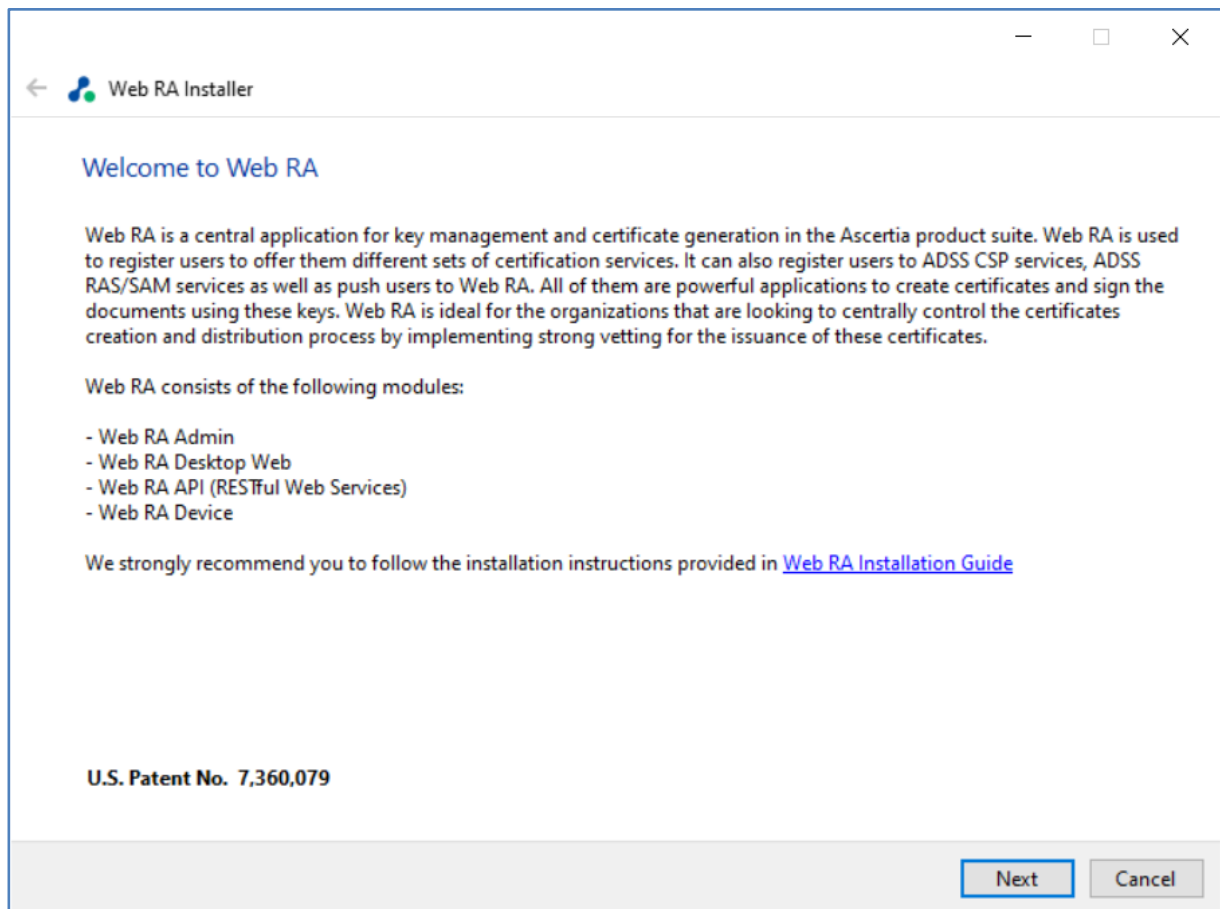 Web RA Installer
Welcome to Web RA
Web RA is a central application for key management and certificate generation in the Ascertia product suite. Web RA is used
to register users to offer them different sets of certification services. It can also register users to ADSS CSP services, ADSS
RAS/SAM services as well as push users to Web RA. All of them are powerful applications to create certificates and sign the
documents using these keys. Web RA is ideal for the organizations that are looking to centrally control the certificates
creation and distribution process by implementing strong vetting for the issuance of these certificates.
Web RA consists of the following modules:
- Web RA Admin
- Web RA Desktop Web
- Web RA API (RESTful Web Services)
- Web RA Device
We strongly recommend you to follow the installation instructions provided in Web RA Installation Guide
U.S. Patent No. 7,360,079
Next Cancel